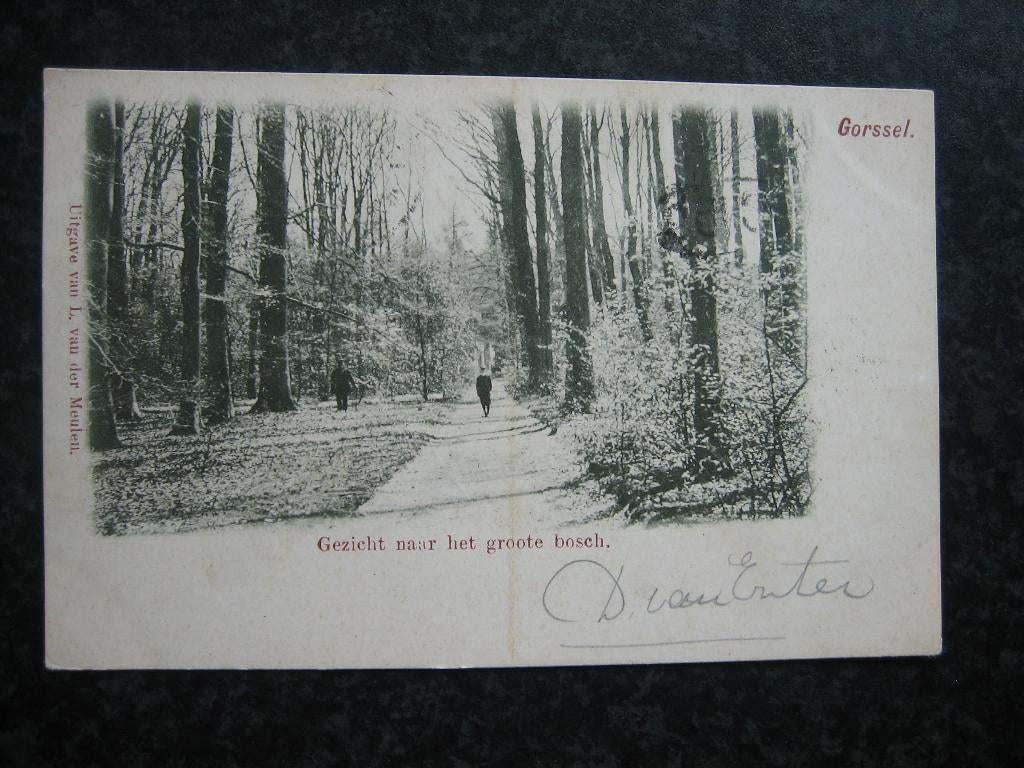 Gorssel.
Uitgave van L. van der Meulen.
Gezicht naar het groote bosch.
D. van Enter